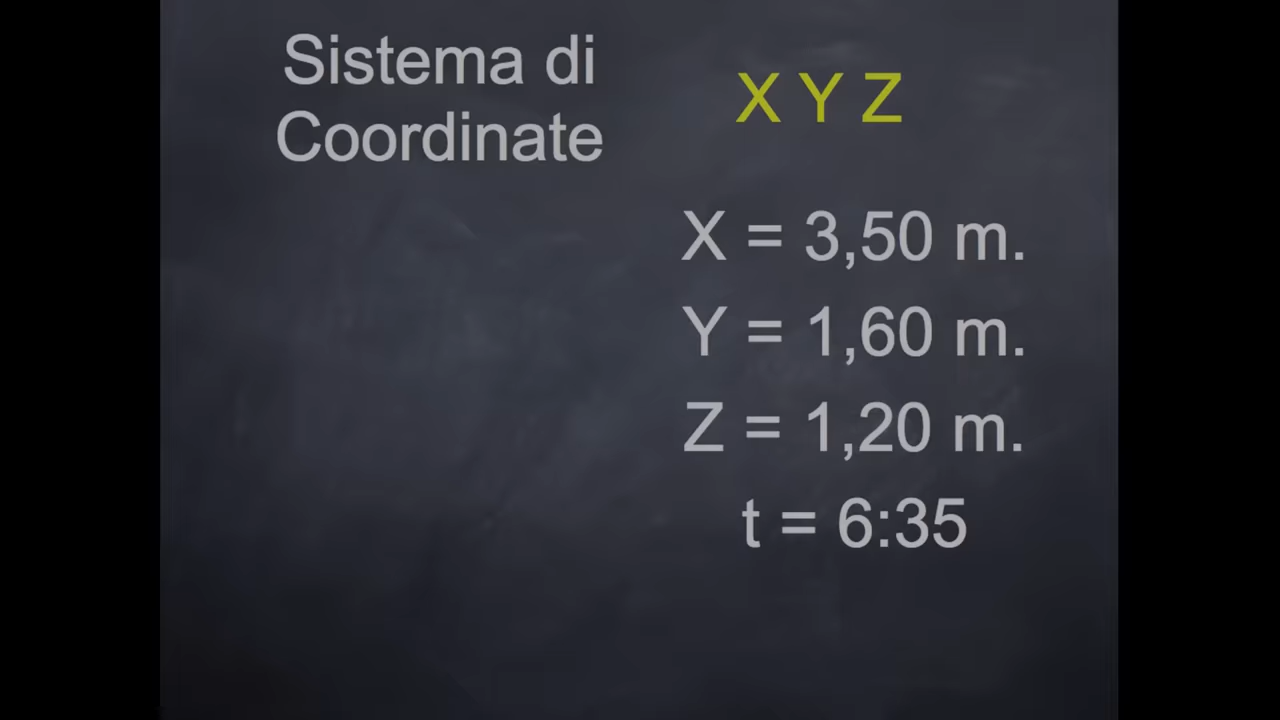 Sistema di
Coordinate
X Y Z
X = 3,50 m.
Y = 1,60 m.
Z = 1,20 m.
t = 6:35